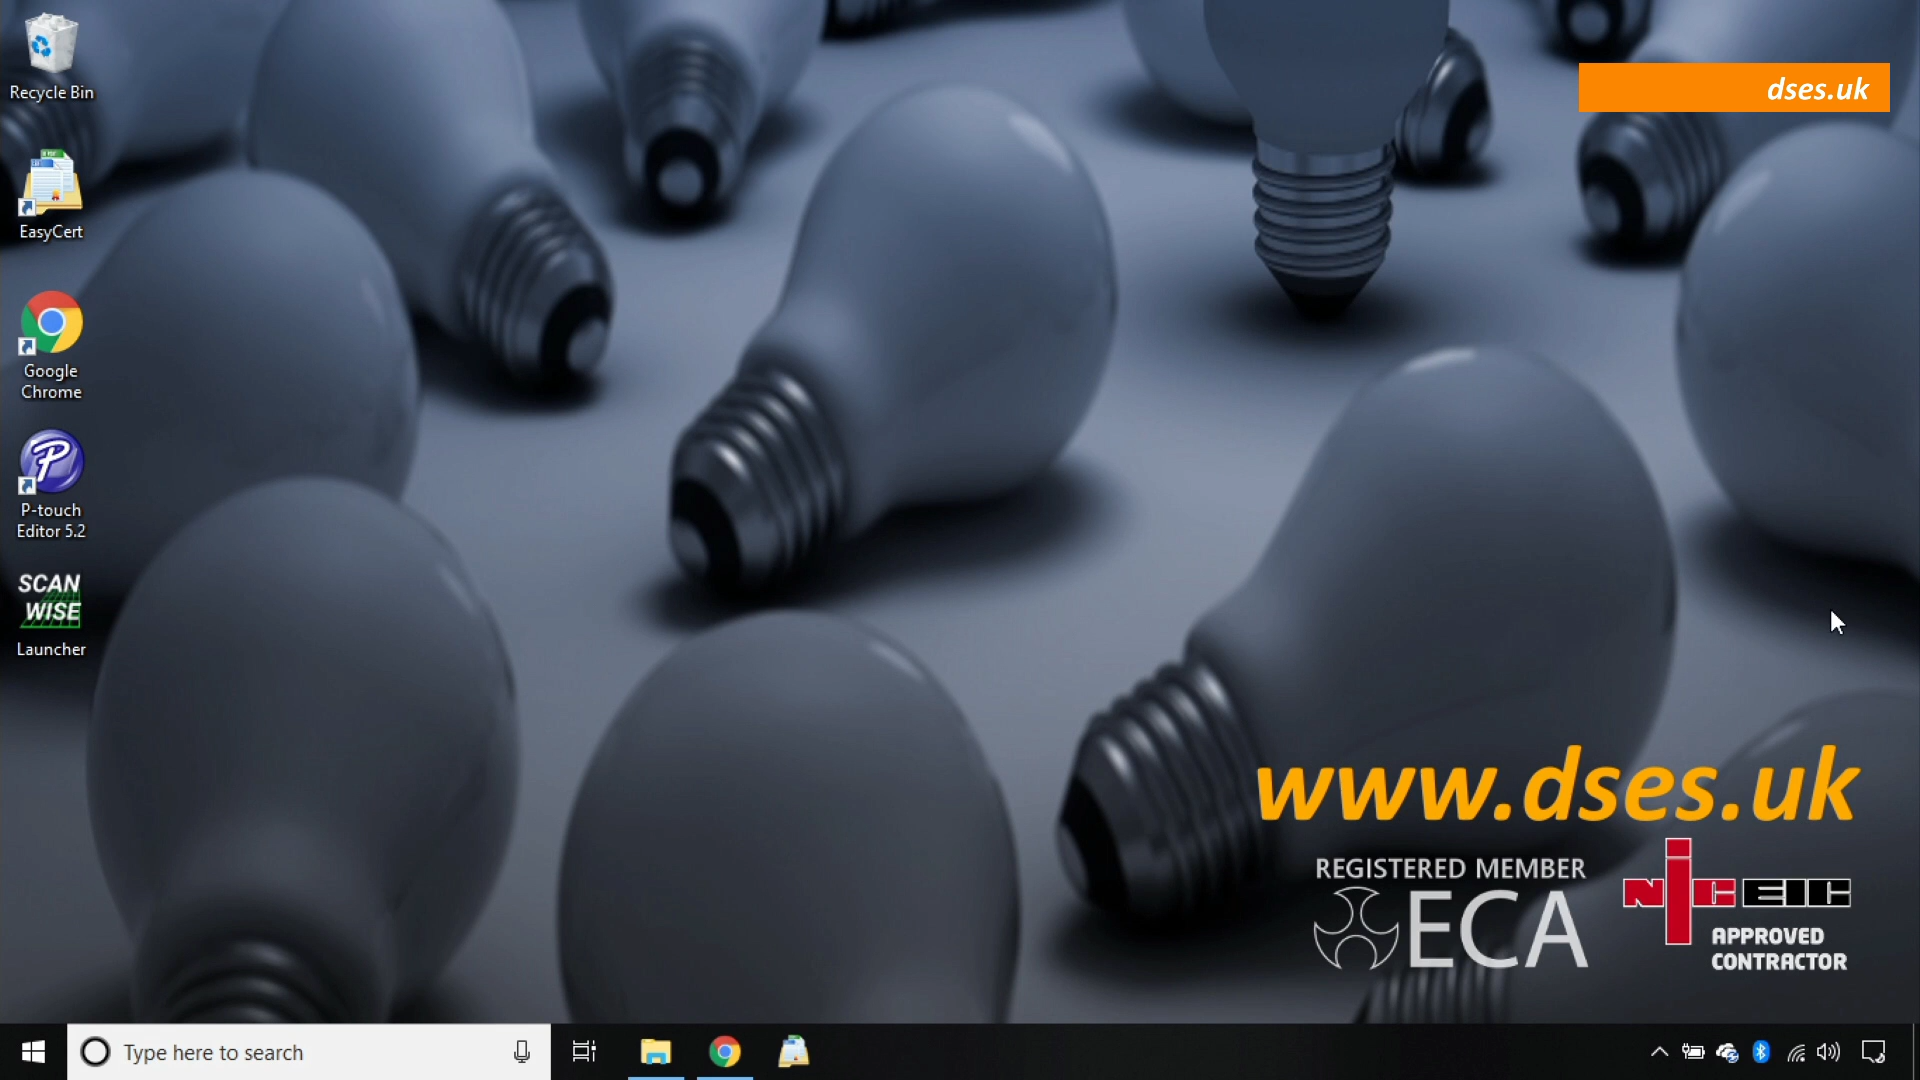 Recycle Bin
EasyCert
Google
Chrome
P-touch
Editor 5.2
SCAN
WISE
Launcher
dses.uk
www.dses.uk
REGISTERED MEMBER
ECA
NICEIC
APPROVED
CONTRACTOR
Type here to search